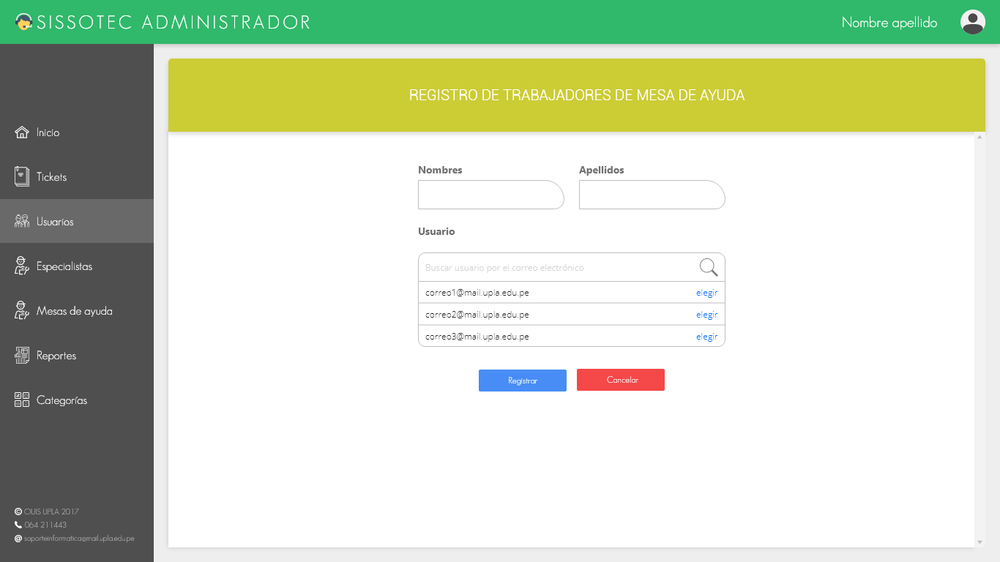 SISSOTEC ADMINISTRADOR
Nombre apellido
Inicio
Tickets
Usuarios
Especialistas
Mesas de ayuda
Reportes
Categorías
© OUIS UPLA 2017
064 211443
@ soporteinformatica@mail.upla.edu.pe
REGISTRO DE TRABAJADORES DE MESA DE AYUDA
Nombres Apellidos
Usuario
Buscar usuario por el correo electrónico
correo1@mail.upla.edu.pe elegir
correo2@mail.upla.edu.pe elegir
correo3@mail.upla.edu.pe elegir
Registrar Cancelar